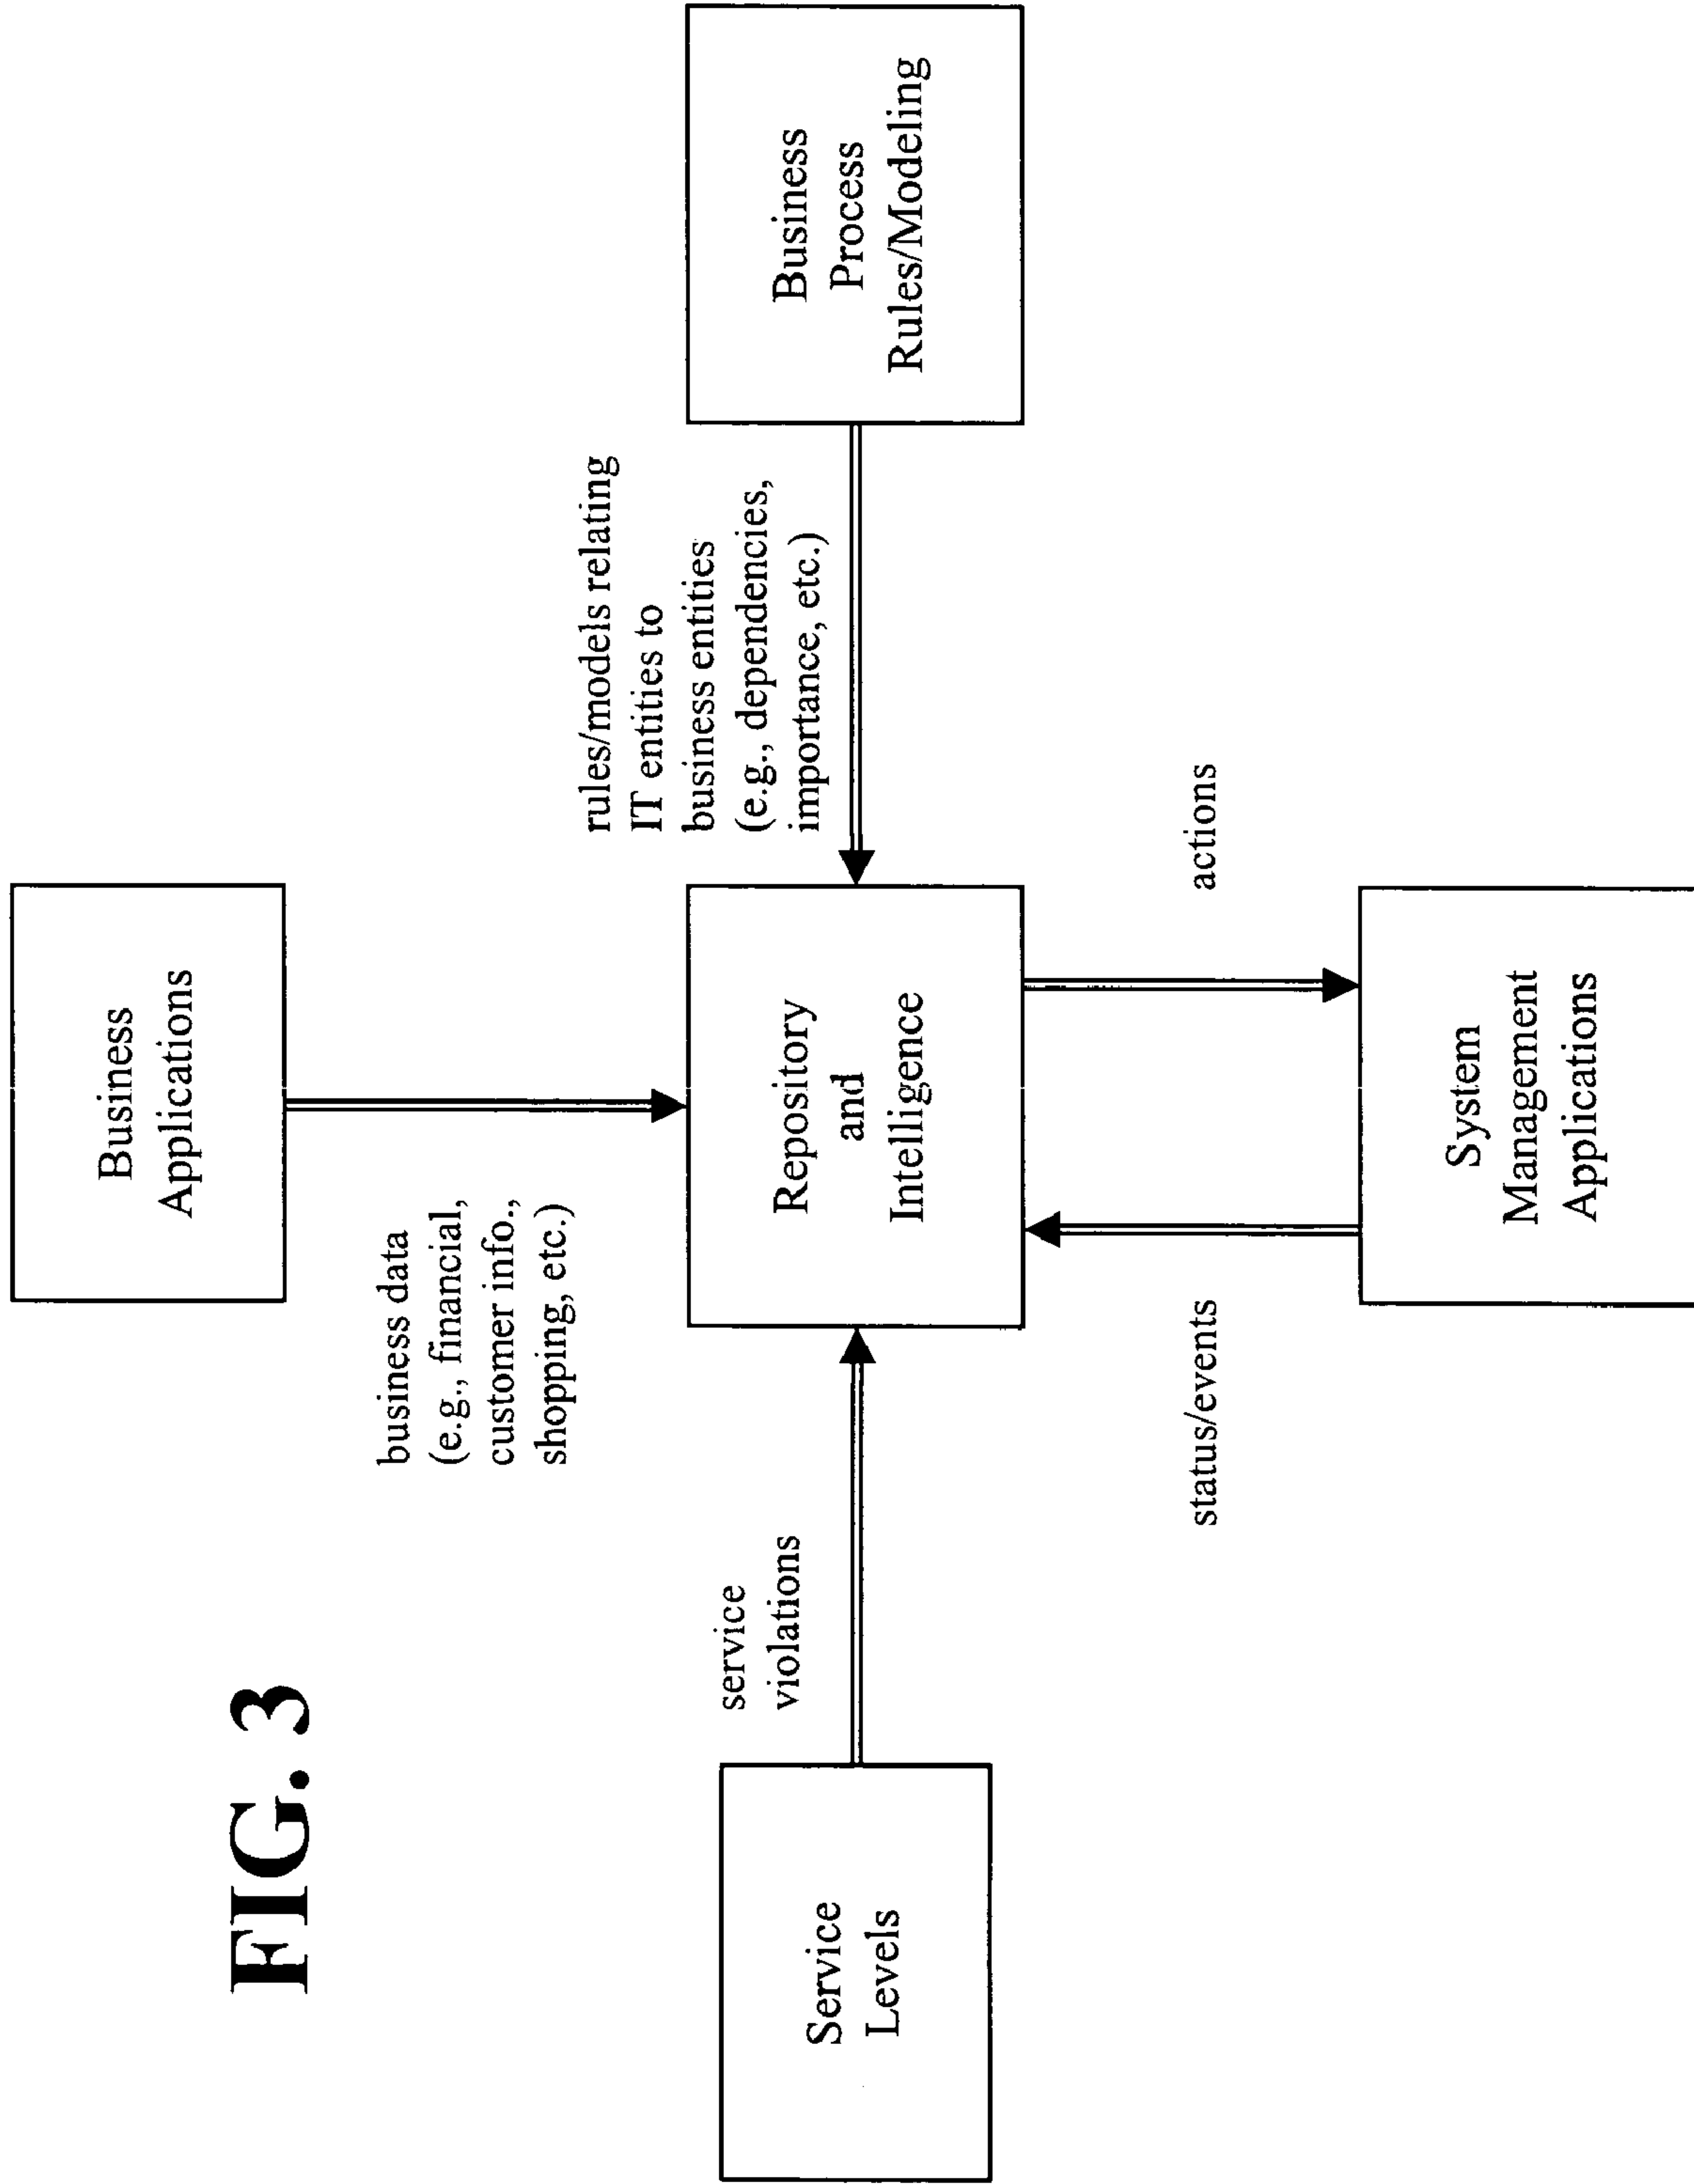 FIG. 3
Business
Applications
business data
(e.g., financial,
customer info.,
shopping, etc.)
rules/models relating
IT entities to
business entities
(e.g., dependencies,
importance, etc.)
service
violations
Service
Levels
Repository
and
Intelligence
Business
Process
Rules/Modeling
status/events
actions
System
Management
Applications